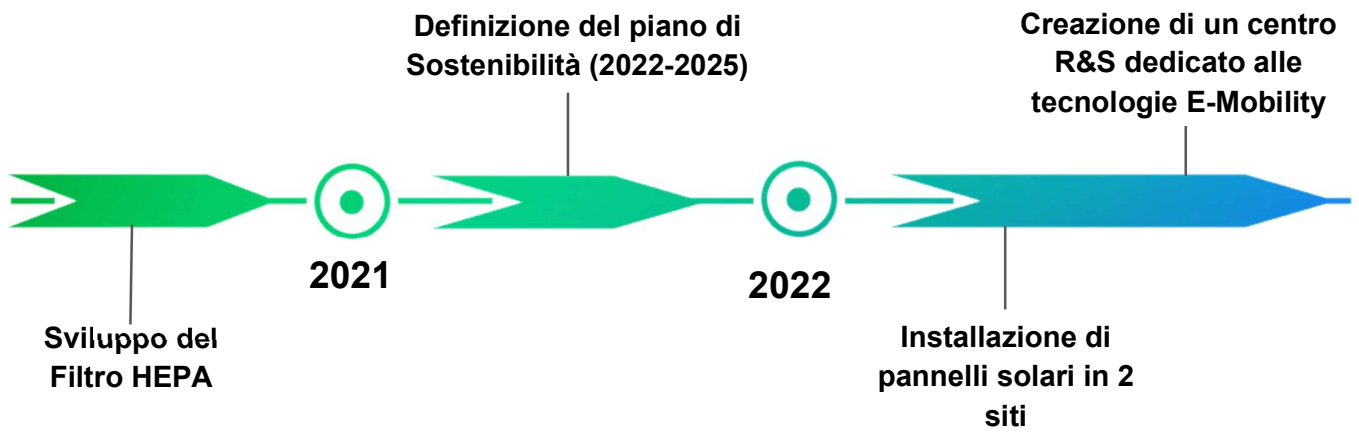 Definizione del piano di
Sostenibilità (2022-2025)
Creazione di un centro
R&S dedicato alle
tecnologie E-Mobility
2021
2022
Sviluppo del
Filtro HEPA
Installazione di
pannelli solari in 2
siti